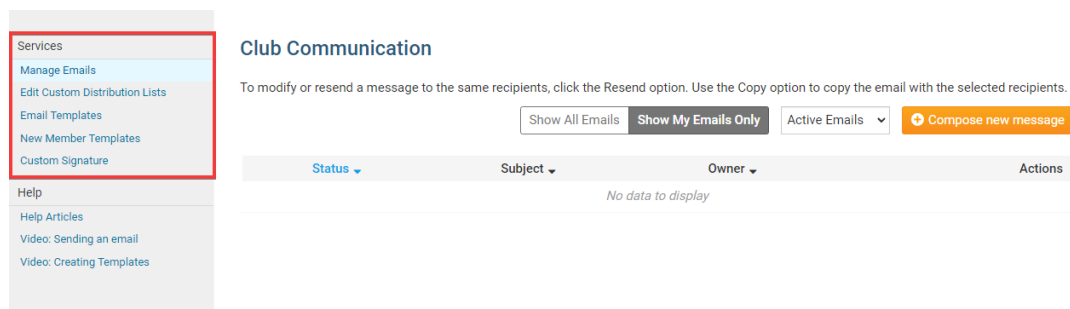 Services
Manage Emails
Edit Custom Distribution Lists
Email Templates
New Member Templates
Custom Signature
Help
Help Articles
Video: Sending an email
Video: Creating Templates
Club Communication
To modify or resend a message to the same recipients, click the Resend option. Use the Copy option to copy the email with the selected recipients.
Show All Emails Show My Emails Only Active Emails Compose new message
Status Subject Owner Actions
No data to display